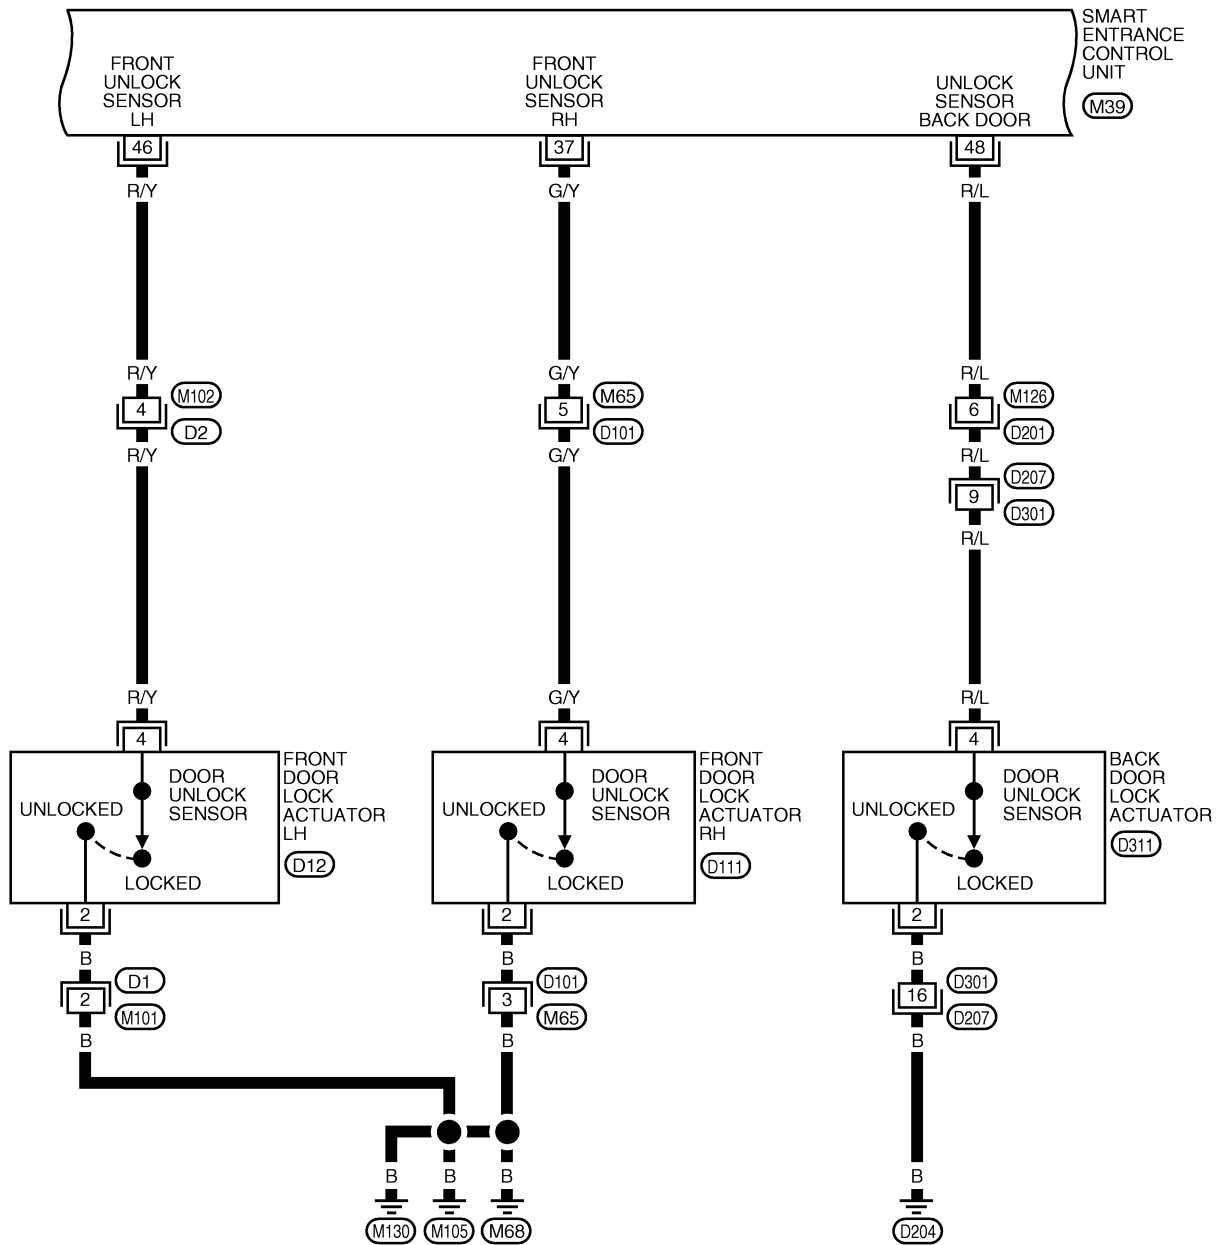 SMART
ENTRANCE
CONTROL
UNIT
M39
FRONT
UNLOCK
SENSOR
LH
FRONT
UNLOCK
SENSOR
RH
UNLOCK
SENSOR
BACK DOOR
46
37
48
R/Y
G/Y
R/L
R/Y
G/Y
R/L
4
M102
D2
5
M65
D101
6
M126
D201
R/Y
G/Y
R/L
9
D207
D301
R/L
R/Y
G/Y
R/L
4
4
4
DOOR
UNLOCK
SENSOR
UNLOCKED
LOCKED
FRONT
DOOR
LOCK
ACTUATOR
LH
D12
DOOR
UNLOCK
SENSOR
UNLOCKED
LOCKED
FRONT
DOOR
LOCK
ACTUATOR
RH
D111
DOOR
UNLOCK
SENSOR
UNLOCKED
LOCKED
BACK
DOOR
LOCK
ACTUATOR
D311
2
2
2
B
B
B
2
D1
M101
3
D101
M65
16
D301
D207
B
B
B
B
B
B
B
M130
M105
M68
D204